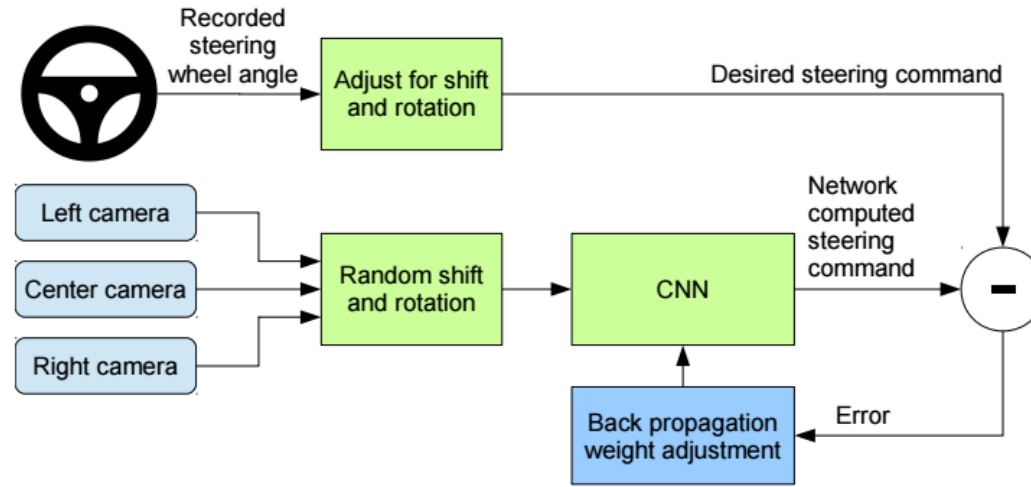 Recorded
steering
wheel angle
Adjust for shift
and rotation
Desired steering command
Left camera
Center camera
Right camera
Random shift
and rotation
CNN
Network
computed
steering
command
-
Back propagation
weight adjustment
Error